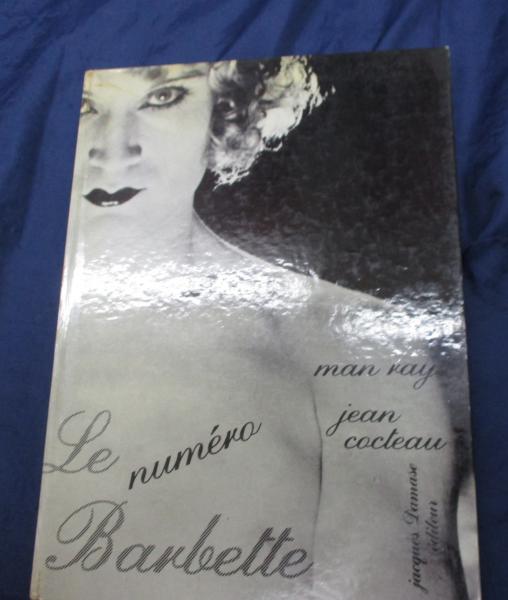 man ray
jean
cocteau
Le numéro
Barbette
jacques Damase
éditeur